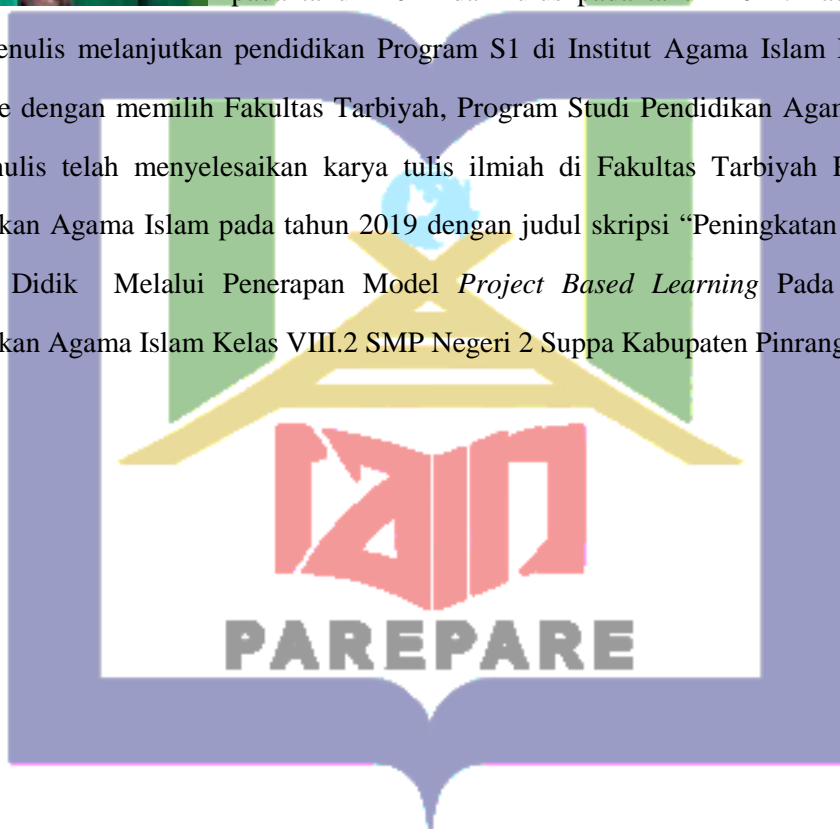 enulis melanjutkan pendidikan Program S1 di Institut Agama Islam
e dengan memilih Fakultas Tarbiyah, Program Studi Pendidikan Agam
nulis telah menyelesaikan karya tulis ilmiah di Fakultas Tarbiyah
kan Agama Islam pada tahun 2019 dengan judul skripsi “Peningkatan
Didik Melalui Penerapan Model Project Based Learning Pada
kan Agama Islam Kelas VIII.2 SMP Negeri 2 Suppa Kabupaten Pinrang
iain
PAREPARE